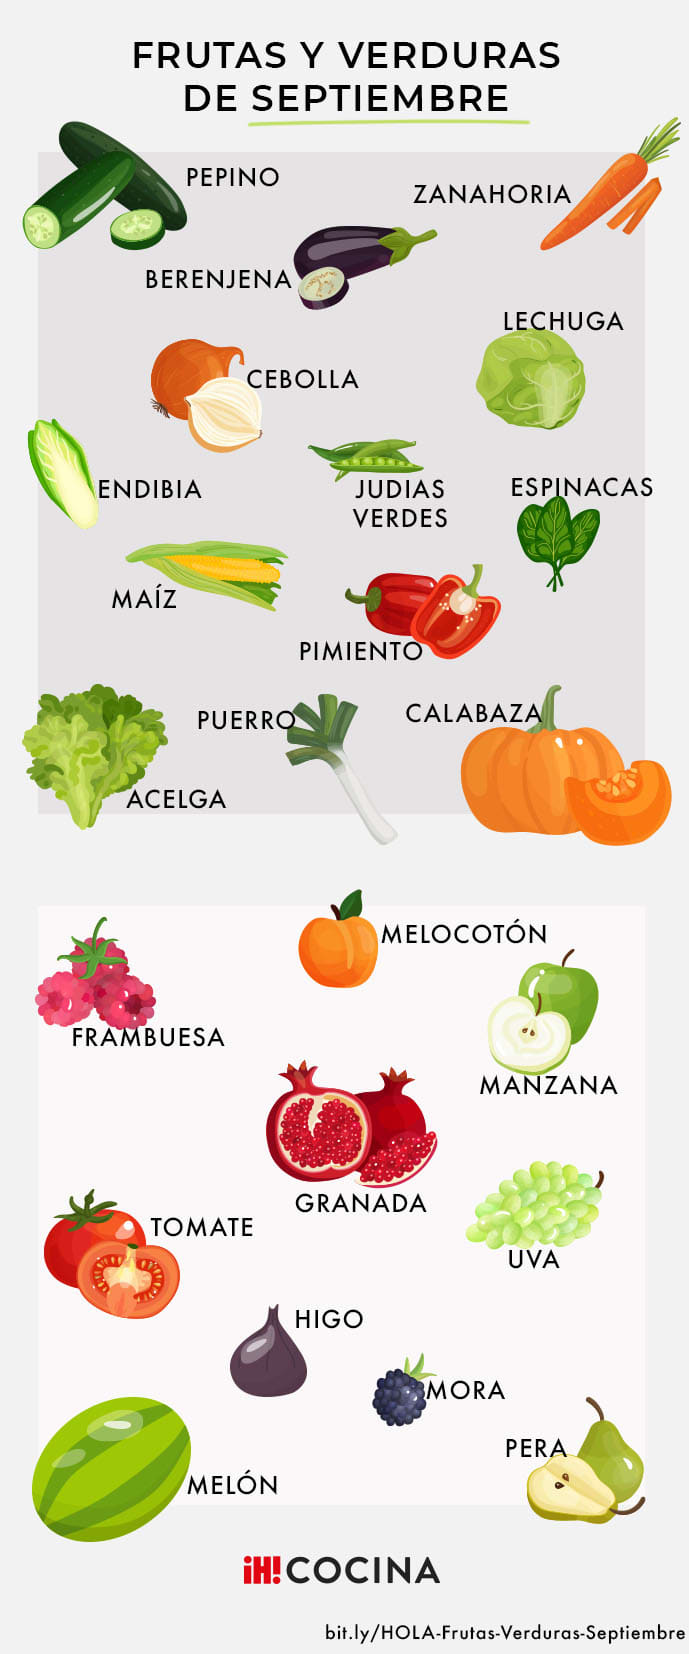 FRUTAS Y VERDURAS
DE SEPTIEMBRE
PEPINO
ZANAHORIA
BERENJENA
LECHUGA
CEBOLLA
ENDIBIA
JUDIAS
VERDES
ESPINACAS
MAÍZ
PIMIENTO
PUERRO
CALABAZA
ACELGA
MELOCOTÓN
FRAMBUESA
MANZANA
GRANADA
TOMATE
UVA
HIGO
MORA
PERA
MELÓN
¡H!COCINA
bit.ly/HOLA-Frutas-Verduras-Septiembre